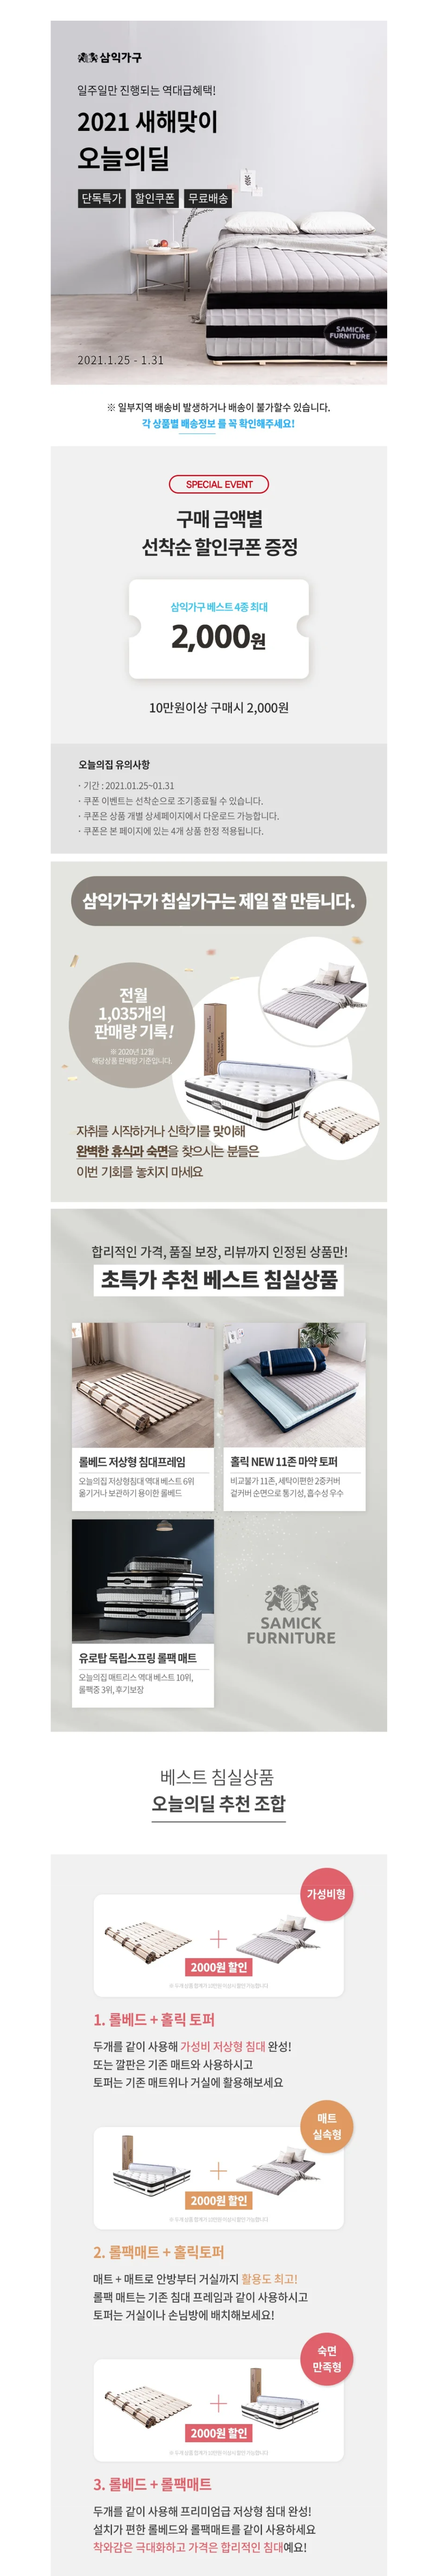 삼익가구
일주일만 진행되는 역대급혜택!
2021 새해맞이
오늘의딜
단독특가 할인쿠폰 무료배송
SAMICK
FURNITURE
2021.1.25 - 1.31
※ 일부지역 배송비 발생하거나 배송이 불가할수 있습니다.
각 상품별 배송정보 를 꼭 확인해주세요!
SPECIAL EVENT
구매 금액별
선착순 할인쿠폰 증정
삼익가구 베스트 4종 최대
2,000원
10만원이상 구매시 2,000원
오늘의집 유의사항
· 기간 : 2021.01.25~01.31
· 쿠폰 이벤트는 선착순으로 조기종료될 수 있습니다.
· 쿠폰은 상품 개별 상세페이지에서 다운로드 가능합니다.
· 쿠폰은 본 페이지에 있는 4개 상품 한정 적용됩니다.
삼익가구가 침실가구는 제일 잘 만듭니다.
전월
1,035개의
판매량 기록!
※ 2020년 12월
해당상품 판매량 기준입니다.
SAMICK
FURNITURE
자취를 시작하거나 신학기를 맞이해
완벽한 휴식과 숙면을 찾으시는 분들은
이번 기회를 놓치지 마세요
합리적인 가격, 품질 보장, 리뷰까지 인정된 상품만!
초특가 추천 베스트 침실상품
롤베드 저상형 침대프레임
오늘의집 저상형침대 역대 베스트 6위
옮기거나 보관하기 용이한 롤베드
홀릭 NEW 11존 마약 토퍼
비교불가 11존, 세탁이편한 2중커버
겉커버 순면으로 통기성, 흡수성 우수
유로탑 독립스프링 롤팩 매트
오늘의집 매트리스 역대 베스트 10위,
롤팩중 3위, 후기보장
SAMICK
FURNITURE
베스트 침실상품
오늘의딜 추천 조합
가성비형
2000원 할인
1. 롤베드 + 홀릭 토퍼
두개를 같이 사용해 가성비 저상형 침대 완성!
또는 깔판은 기존 매트와 사용하시고
토퍼는 기존 매트위나 거실에 활용해보세요
매트
실속형
2000원 할인
2. 롤팩매트 + 홀릭토퍼
매트 + 매트로 안방부터 거실까지 활용도 최고!
롤팩 매트는 기존 침대 프레임과 같이 사용하시고
토퍼는 거실이나 손님방에 배치해보세요!
숙면
만족형
2000원 할인
3. 롤베드 + 롤팩매트
두개를 같이 사용해 프리미엄급 저상형 침대 완성!
설치가 편한 롤베드와 롤팩매트를 같이 사용하세요
착와감은 극대화하고 가격은 합리적인 침대예요!